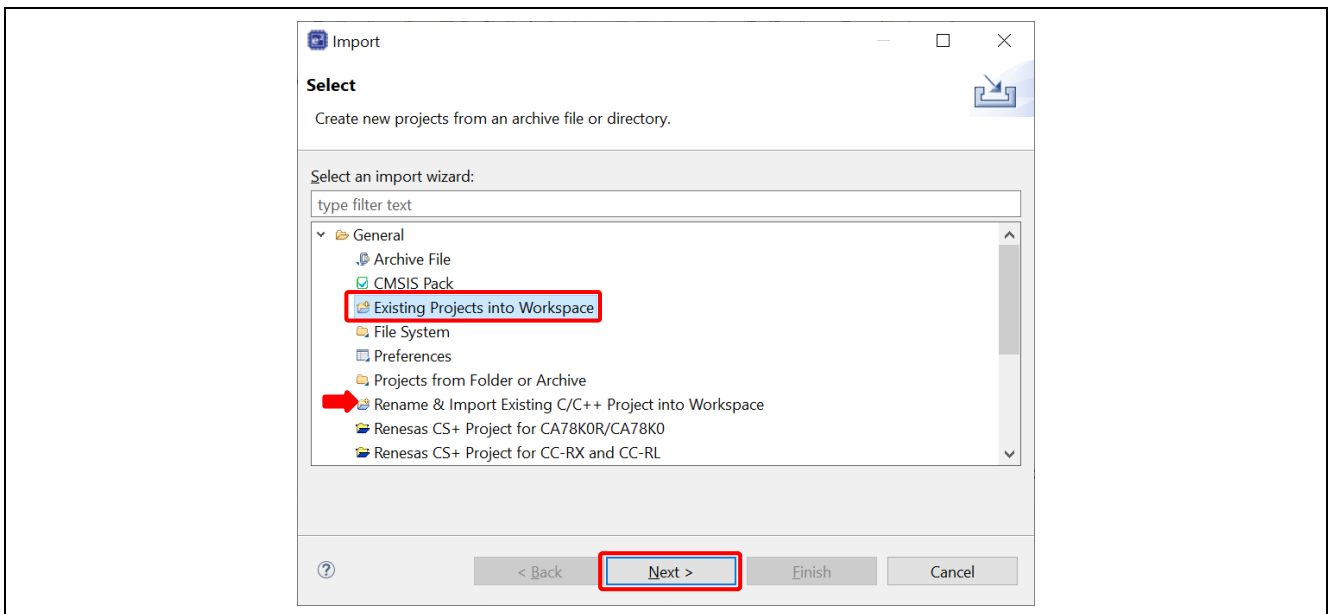 Import
Select
Create new projects from an archive file or directory.
Select an import wizard:
type filter text
General
Archive File
CMSIS Pack
Existing Projects into Workspace
File System
Preferences
Projects from Folder or Archive
Rename & Import Existing C/C++ Project into Workspace
Renesas CS+ Project for CA78K0R/CA78K0
Renesas CS+ Project for CC-RX and CC-RL
? < Back Next > Finish Cancel